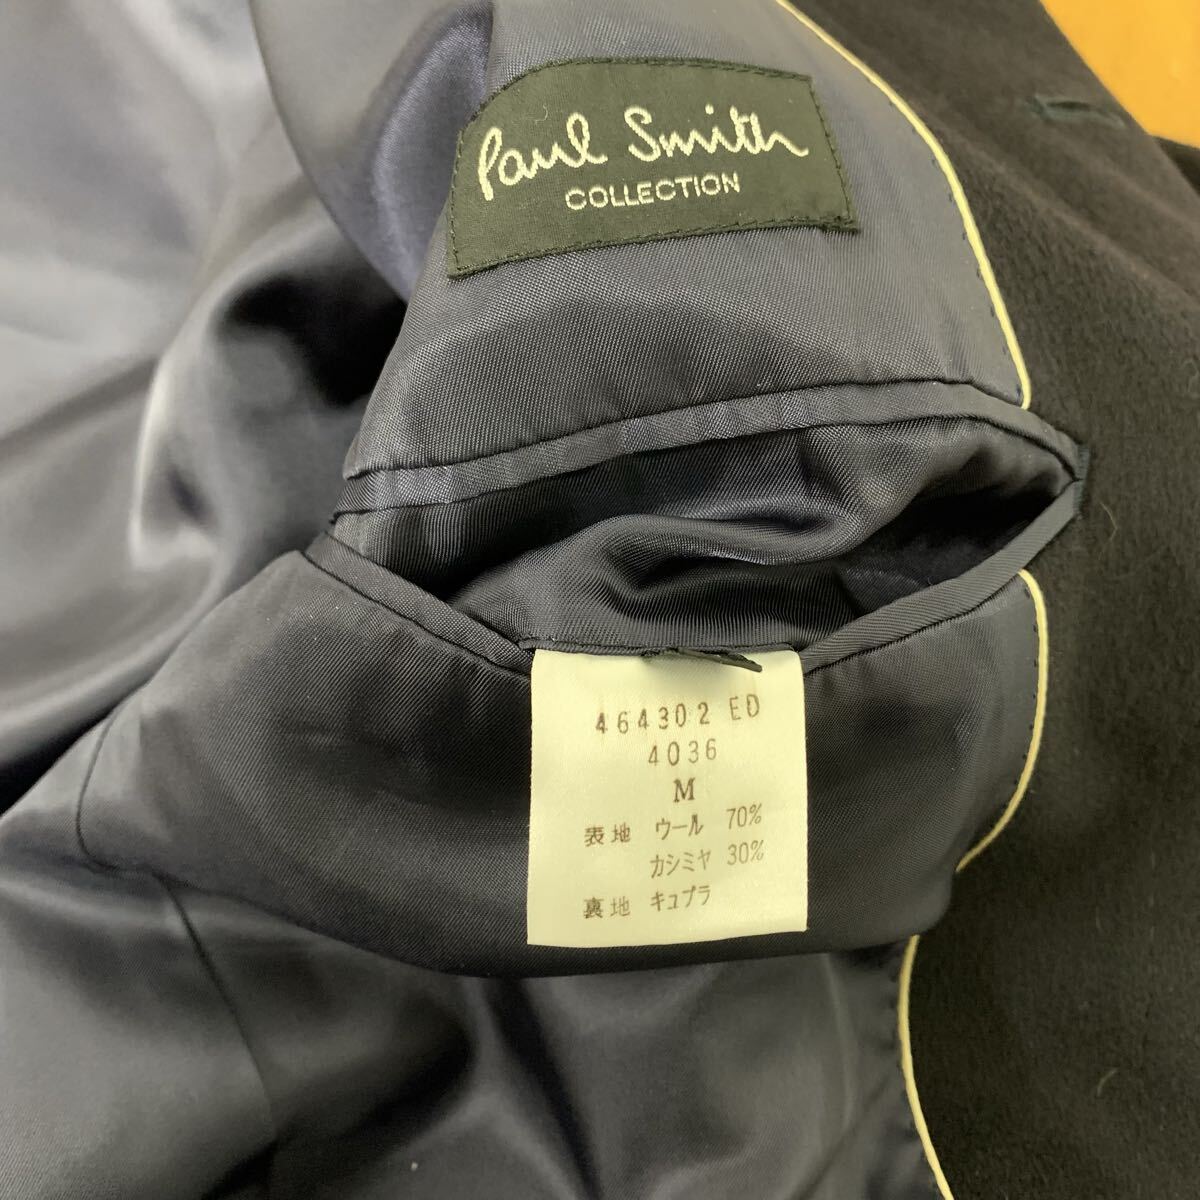 Paul Smith
COLLECTION
464302 ED
4036
M
表地 ウール 70%
カシミヤ 30%
裏地 キュプラ